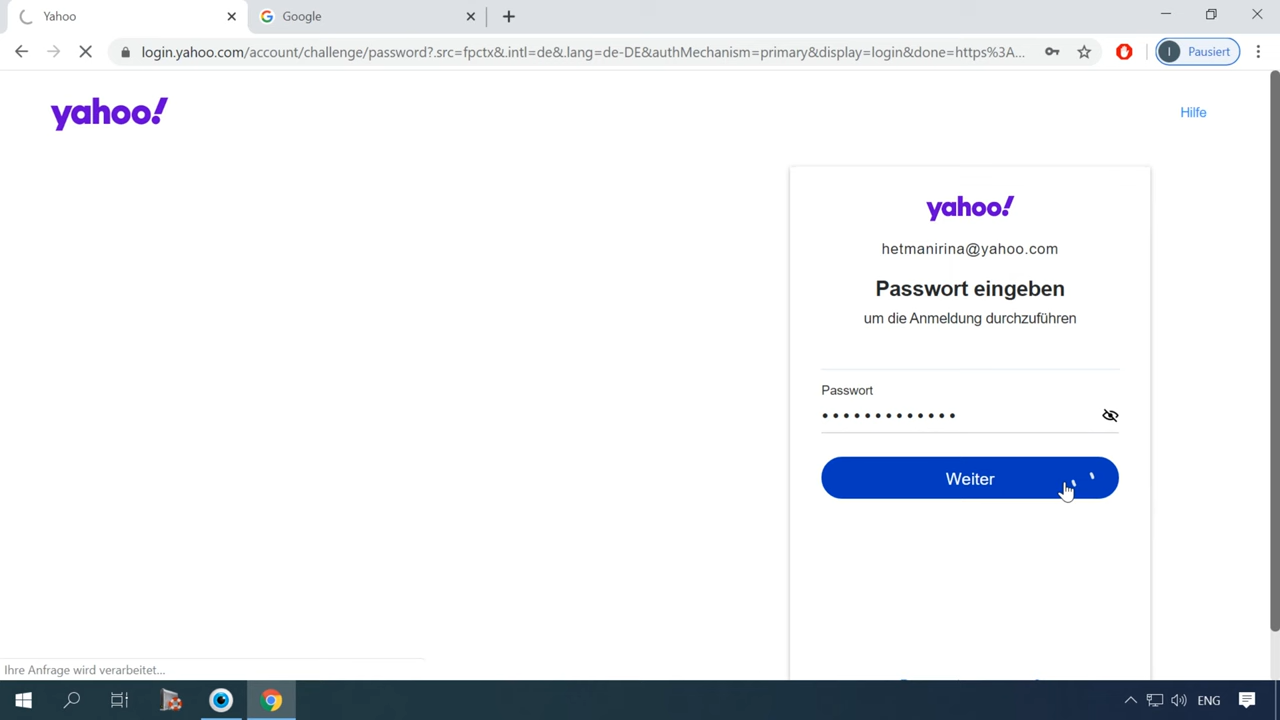 Yahoo
Google
login.yahoo.com/account/challenge/password?.src=fpctx&.intl=de&.lang=de-DE&authMechanism=primary&display=login&done=https%3A...
I Pausiert
yahoo!
Hilfe
yahoo!
hetmanirina@yahoo.com
Passwort eingeben
um die Anmeldung durchzuführen
Passwort
Weiter
Ihre Anfrage wird verarbeitet...
ENG